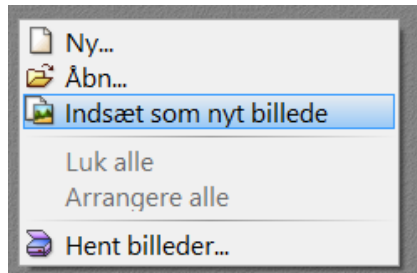 Ny...
Åbn...
Indsæt som nyt billede
Luk alle
Arrangere alle
Hent billeder...